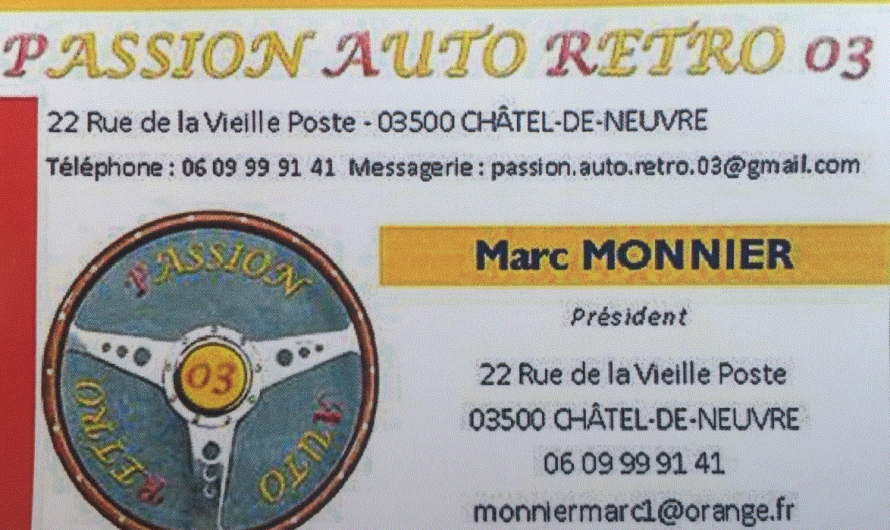 PASSION AUTO RETRO 03
22 Rue de la Vieille Poste - 03500 CHÂTEL-DE-NEUVRE
Téléphone : 06 09 99 91 41 Messagerie : passion.auto.retro.03@gmail.com
Marc MONNIER
Président
22 Rue de la Vieille Poste
03500 CHÂTEL-DE-NEUVRE
06 09 99 91 41
monniermarc1@orange.fr
PASSION
AUTO
RETRO
03